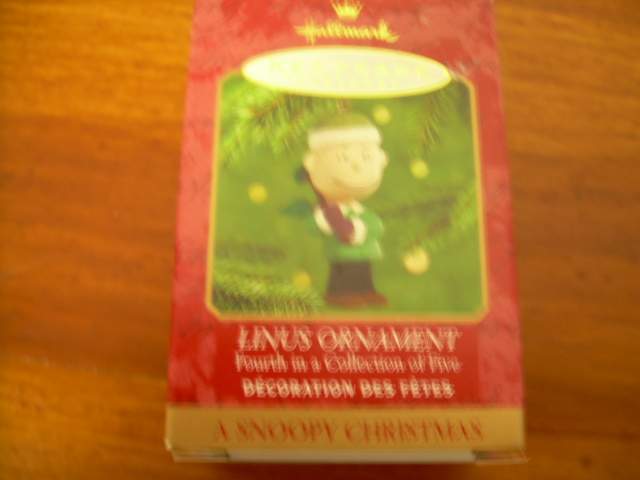 Hallmark
LINUS ORNAMENT
Fourth in a Collection of Five
DÉCORATION DES FÊTES
A SNOOPY CHRISTMAS